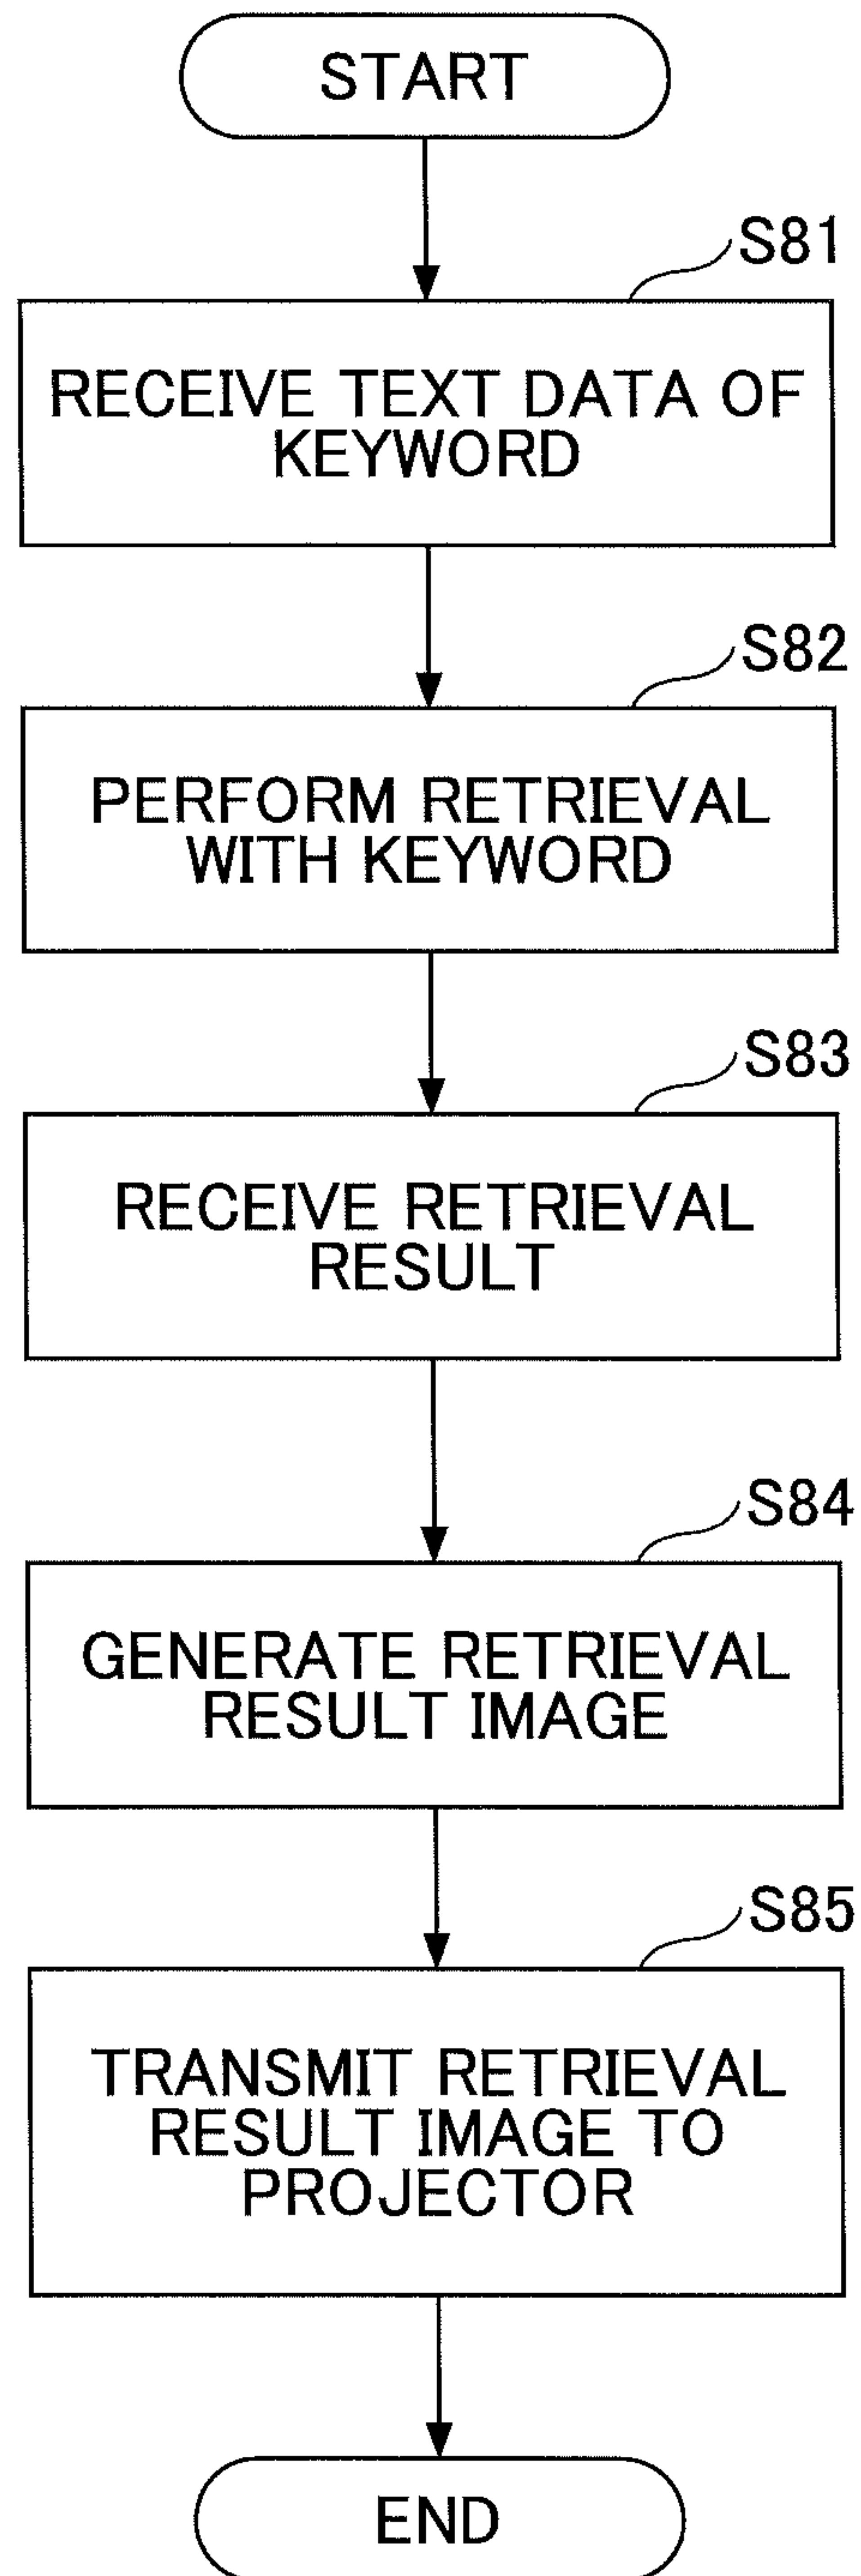 START
S81
RECEIVE TEXT DATA OF
KEYWORD
S82
PERFORM RETRIEVAL
WITH KEYWORD
S83
RECEIVE RETRIEVAL
RESULT
S84
GENERATE RETRIEVAL
RESULT IMAGE
S85
TRANSMIT RETRIEVAL
RESULT IMAGE TO
PROJECTOR
END